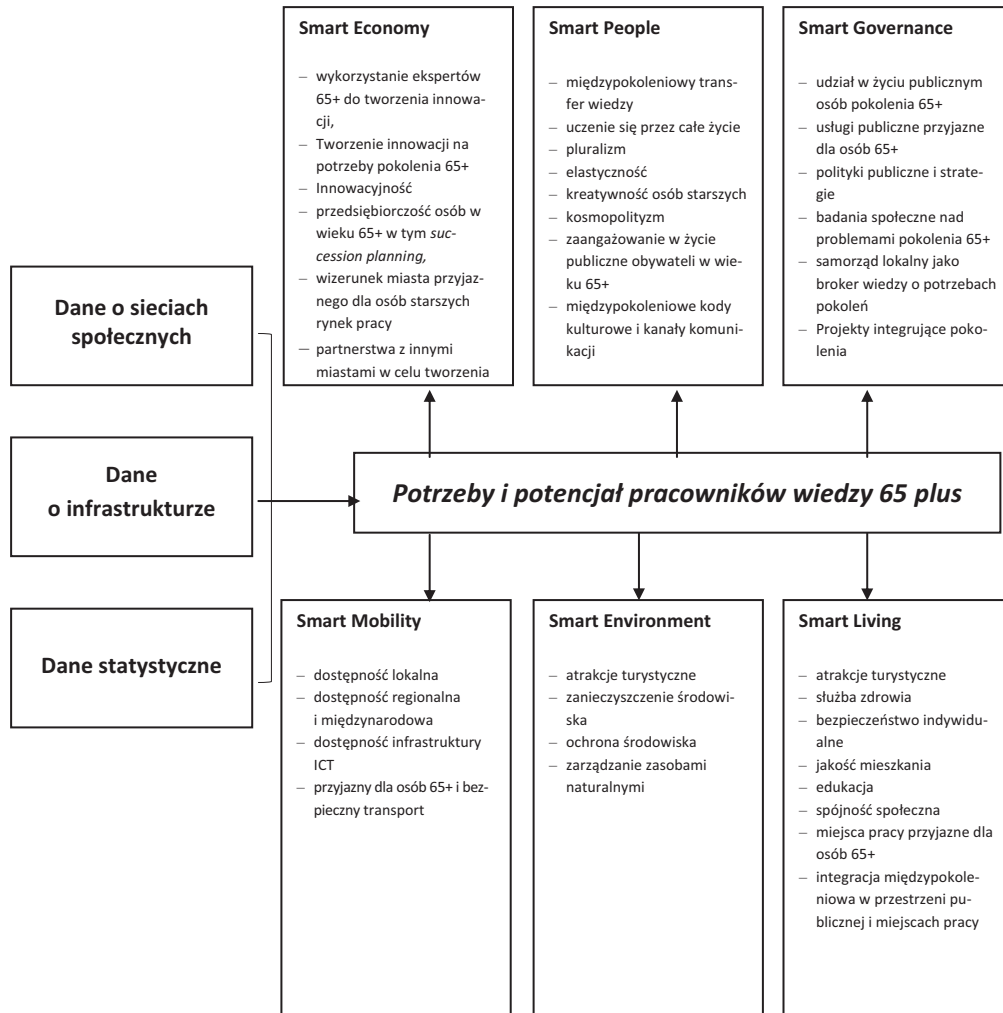 Smart Economy
– wykorzystanie ekspertów
65+ do tworzenia innowa-
cji,
– Tworzenie innowacji na
potrzeby pokolenia 65+
– Innowacyjność
– przedsiębiorczość osób w
wieku 65+ w tym suc-
cession planning,
– wizerunek miasta przyjaz-
nego dla osób starszych
rynek pracy
– partnerstwa z innymi
miastami w celu tworzenia
Smart People
– międzypokoleniowy trans-
fer wiedzy
– uczenie się przez całe życie
– pluralizm
– elastyczność
– kreatywność osób starszych
– kosmopolityzm
– zaangażowanie w życie
publiczne obywateli w wie-
ku 65+
– międzypokoleniowe kody
kulturowe i kanały komuni-
kacji
Smart Governance
– udział w życiu publicznym
osób pokolenia 65+
– usługi publiczne przyjazne
dla osób 65+
– polityki publiczne i strate-
gie
– badania społeczne nad
problemami pokolenia 65+
– samorząd lokalny jako
broker wiedzy o potrzebach
pokoleń
– Projekty integrujące poko-
lenia
Dane o sieciach
społecznych
Dane
o infrastrukturze
Dane statystyczne
Potrzeby i potencjał pracowników wiedzy 65 plus
Smart Mobility
– dostępność lokalna
– dostępność regionalna
i międzynarodowa
– dostępność infrastruktury
ICT
– przyjazny dla osób 65+ i bez-
pieczny transport
Smart Environment
– atrakcje turystyczne
– zanieczyszczenie środowi-
ska
– ochrona środowiska
– zarządzanie zasobami
naturalnymi
Smart Living
– atrakcje turystyczne
– służba zdrowia
– bezpieczeństwo indywidu-
alne
– jakość mieszkania
– edukacja
– spójność społeczna
– miejsca pracy przyjazne dla
osób 65+
– integracja międzypokole-
niowa w przestrzeni pu-
blicznej i miejscach pracy